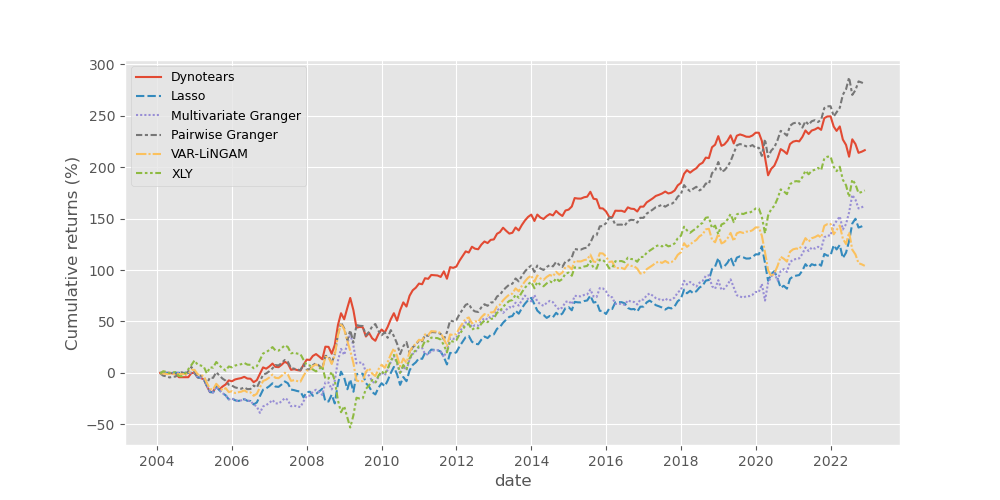 Cumulative returns (%)
300
250
200
150
100
50
0
−50
Dynotears
Lasso
Multivariate Granger
Pairwise Granger
VAR-LiNGAM
XLY
2004 2006 2008 2010 2012 2014 2016 2018 2020 2022
date